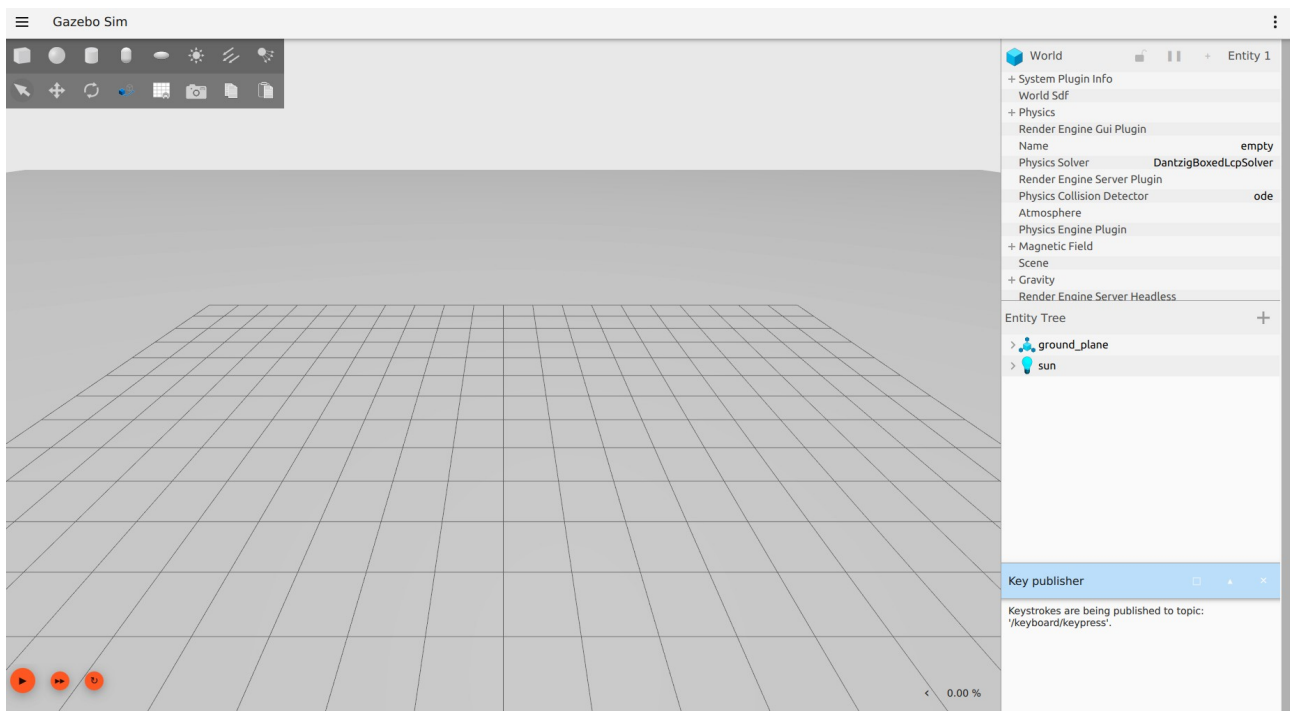 Gazebo Sim
World Entity 1
+ System Plugin Info
World Sdf
+ Physics
Render Engine Gui Plugin
Name empty
Physics Solver DantzigBoxedLcpSolver
Render Engine Server Plugin
Physics Collision Detector ode
Atmosphere
Physics Engine Plugin
+ Magnetic Field
Scene
+ Gravity
Render Engine Server Headless
Entity Tree
ground_plane
sun
Key publisher
Keystrokes are being published to topic:
'/keyboard/keypress'.
0.00 %